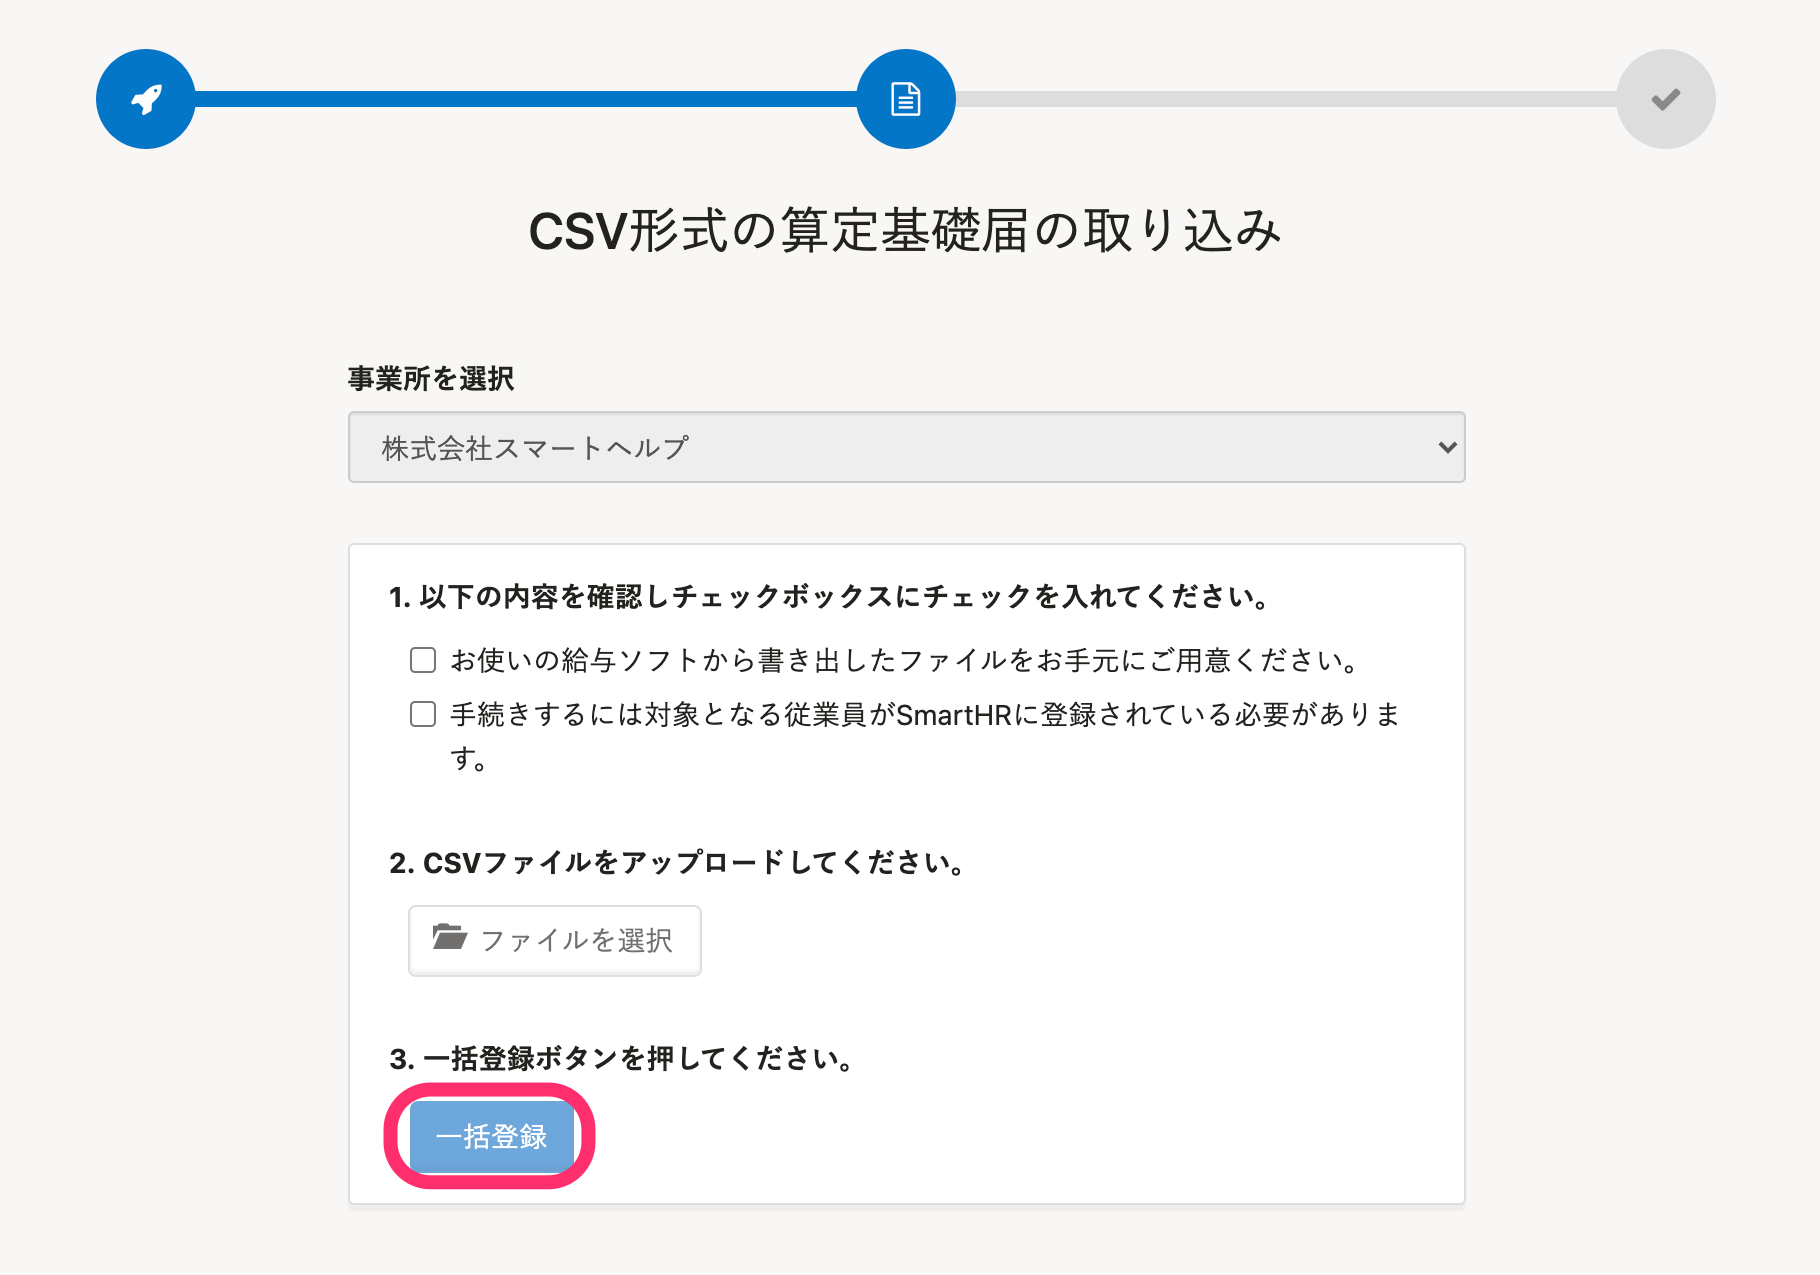 CSV形式の算定基礎届の取り込み
事業所を選択
株式会社スマートヘルプ
1. 以下の内容を確認しチェックボックスにチェックを入れてください。
お使いの給与ソフトから書き出したファイルをお手元にご用意ください。
手続きするには対象となる従業員がSmartHRに登録されている必要がありま
す。
2. CSVファイルをアップロードしてください。
ファイルを選択
3. 一括登録ボタンを押してください。
一括登録